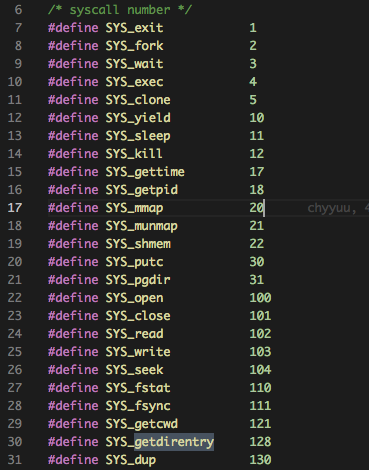 6 /* syscall number */
7 #define SYS_exit 1
8 #define SYS_fork 2
9 #define SYS_wait 3
10 #define SYS_exec 4
11 #define SYS_clone 5
12 #define SYS_yield 10
13 #define SYS_sleep 11
14 #define SYS_kill 12
15 #define SYS_gettime 17
16 #define SYS_getpid 18
17 #define SYS_mmap 20 chyyuu, 4
18 #define SYS_munmap 21
19 #define SYS_shmem 22
20 #define SYS_putc 30
21 #define SYS_pgdir 31
22 #define SYS_open 100
23 #define SYS_close 101
24 #define SYS_read 102
25 #define SYS_write 103
26 #define SYS_seek 104
27 #define SYS_fstat 110
28 #define SYS_fsync 111
29 #define SYS_getcwd 121
30 #define SYS_getdirentry 128
31 #define SYS_dup 130